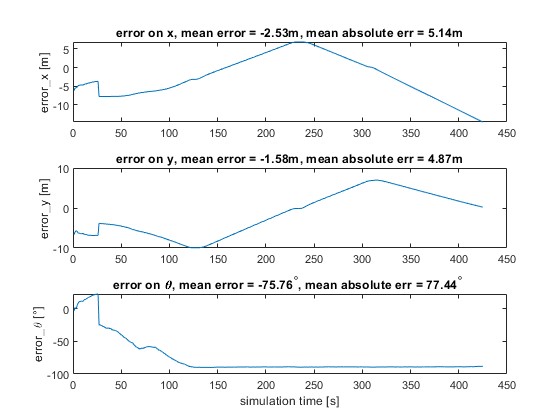 error on x, mean error = -2.53m, mean absolute err = 5.14m
error_x [m]
5
0
-5
-10
0 50 100 150 200 250 300 350 400 450
error on y, mean error = -1.58m, mean absolute err = 4.87m
error_y [m]
10
0
-10
0 50 100 150 200 250 300 350 400 450
error on θ, mean error = -75.76°, mean absolute err = 77.44°
error_θ [°]
0
-50
-100
0 50 100 150 200 250 300 350 400 450
simulation time [s]